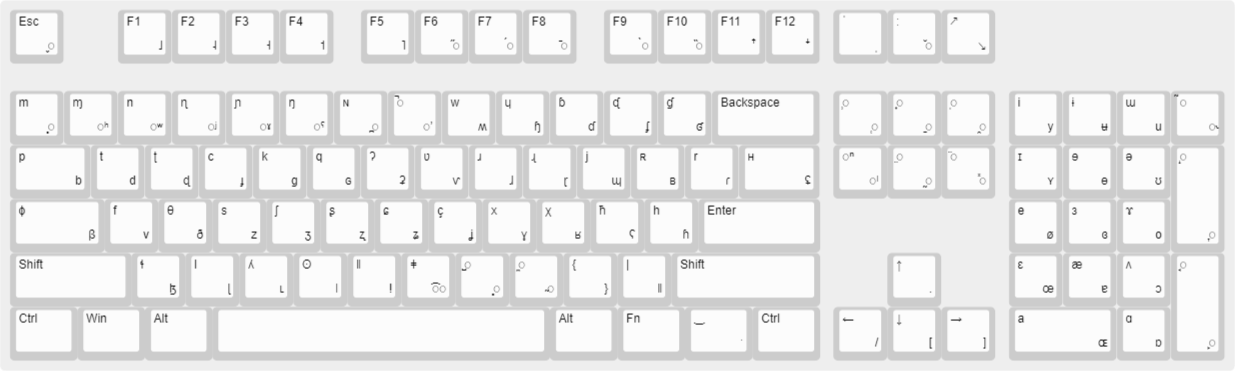 Esc F1 ˩ F2 ˨ F3 ˧ F4 ˦ F5 ˥ F6 F7 F8 F9 F10 F11 ꜛ F12 ꜜ ↗ ↘
m ɱ ◌ʰ n ◌ʷ ɳ ◌ʲ ɲ ◌ˠ ŋ ◌ˤ ɴ w ʍ ɥ ɧ ɓ ɗ ʄ ɠ ʛ Backspace i y ɨ ʉ ɯ u
p b t d ʈ ɖ c ɟ k ɡ q ɢ ʔ ʡ ʋ ⱱ ɹ ɺ ɻ ɽ j ɰ ʀ ʙ r ɾ ʜ ʢ ◌ⁿ ◌ˡ ɪ ʏ ɘ ɵ ə ʊ
ɸ β f v θ ð s z ʃ ʒ ʂ ʐ ɕ ʑ ç ʝ x ɣ χ ʁ ħ ʕ h ɦ Enter e ø ɜ ɞ ɤ o
Shift ɬ ɮ l ɭ ʎ ʟ ʘ ǀ ǁ ǃ ǂ { } | ‖ Shift ↑ . ɛ œ æ ɐ ʌ ɔ
Ctrl Win Alt Alt Fn ‿ Ctrl ← / ↓ [ → ] a ɶ ɑ ɒ